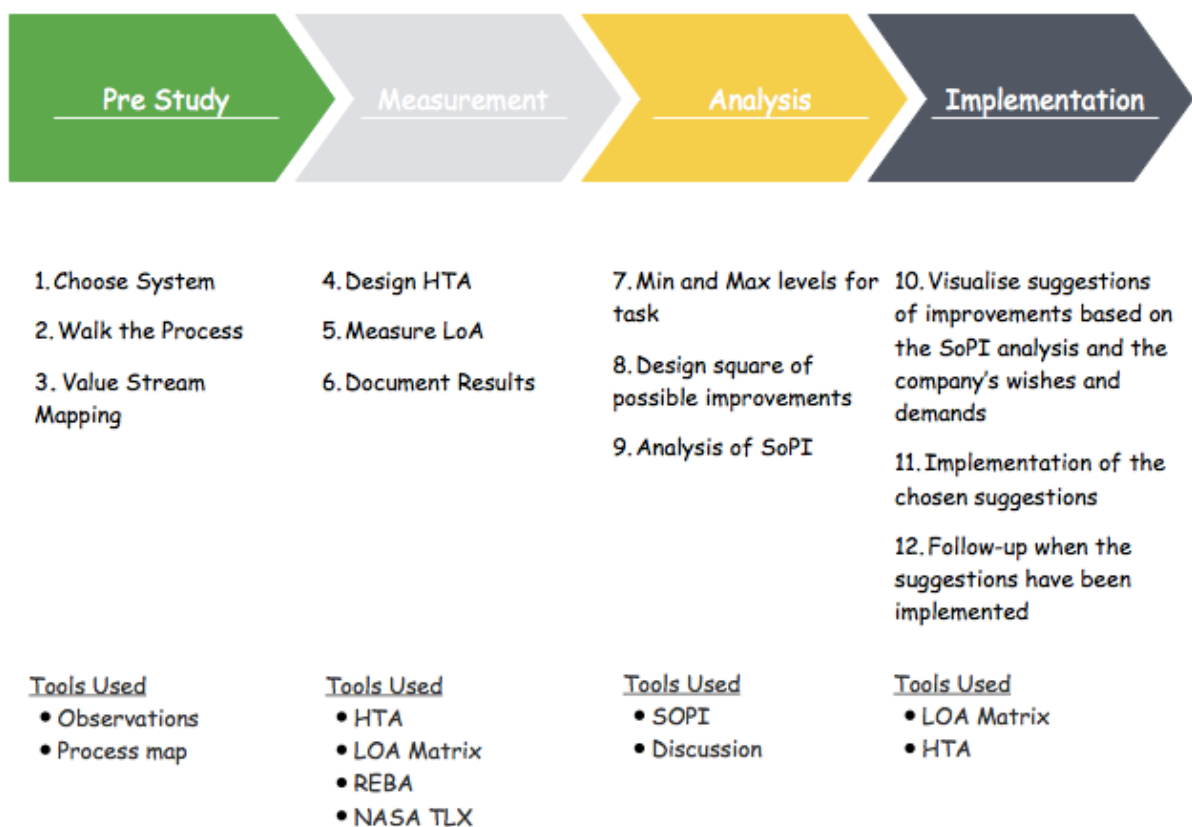 Pre Study
Measurement
Analysis
Implementation
1. Choose System
2. Walk the Process
3. Value Stream
Mapping
4. Design HTA
5. Measure LoA
6. Document Results
7. Min and Max levels for
task
8. Design square of
possible improvements
9. Analysis of SoPI
10. Visualise suggestions
of improvements based on
the SoPI analysis and the
company's wishes and
demands
11. Implementation of the
chosen suggestions
12. Follow-up when the
suggestions have been
implemented
Tools Used
• Observations
• Process map
Tools Used
• HTA
• LOA Matrix
• REBA
• NASA TLX
Tools Used
• SOPI
• Discussion
Tools Used
• LOA Matrix
• HTA